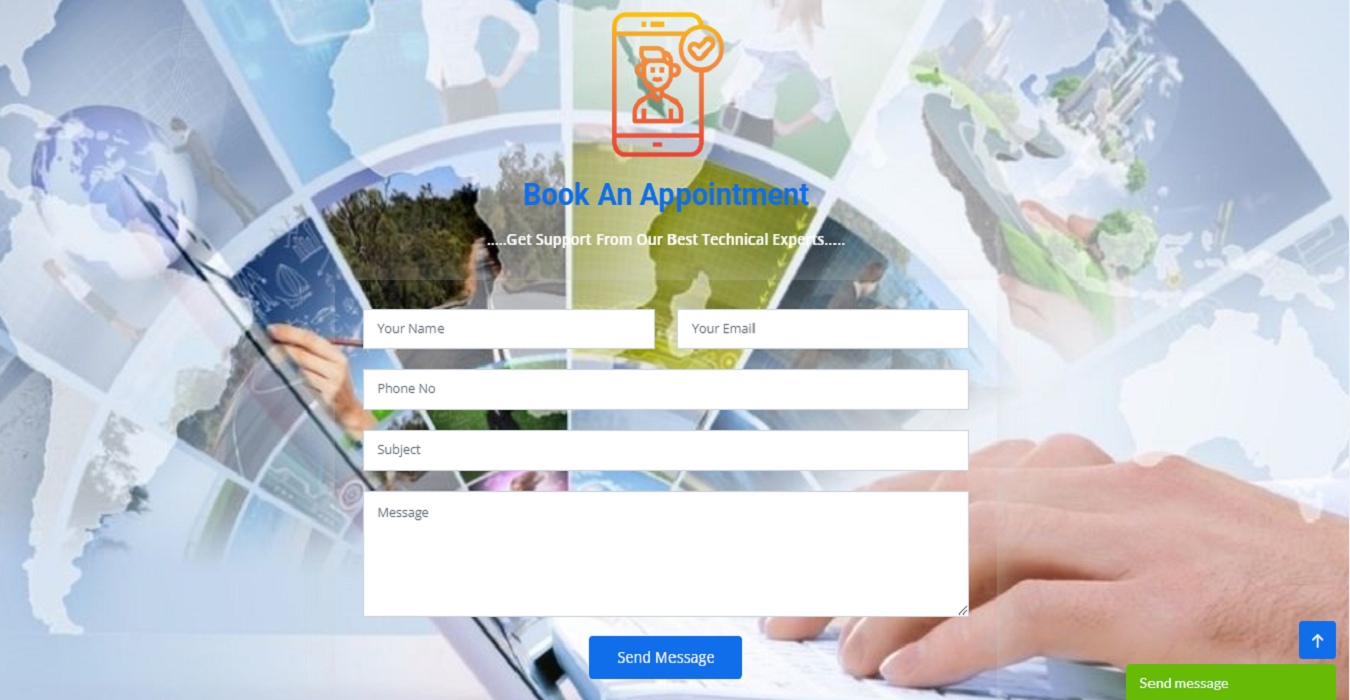 Book An Appointment
.....Get Support From Our Best Technical Experts.....
Your Name
Your Email
Phone No
Subject
Message
Send Message
Send message